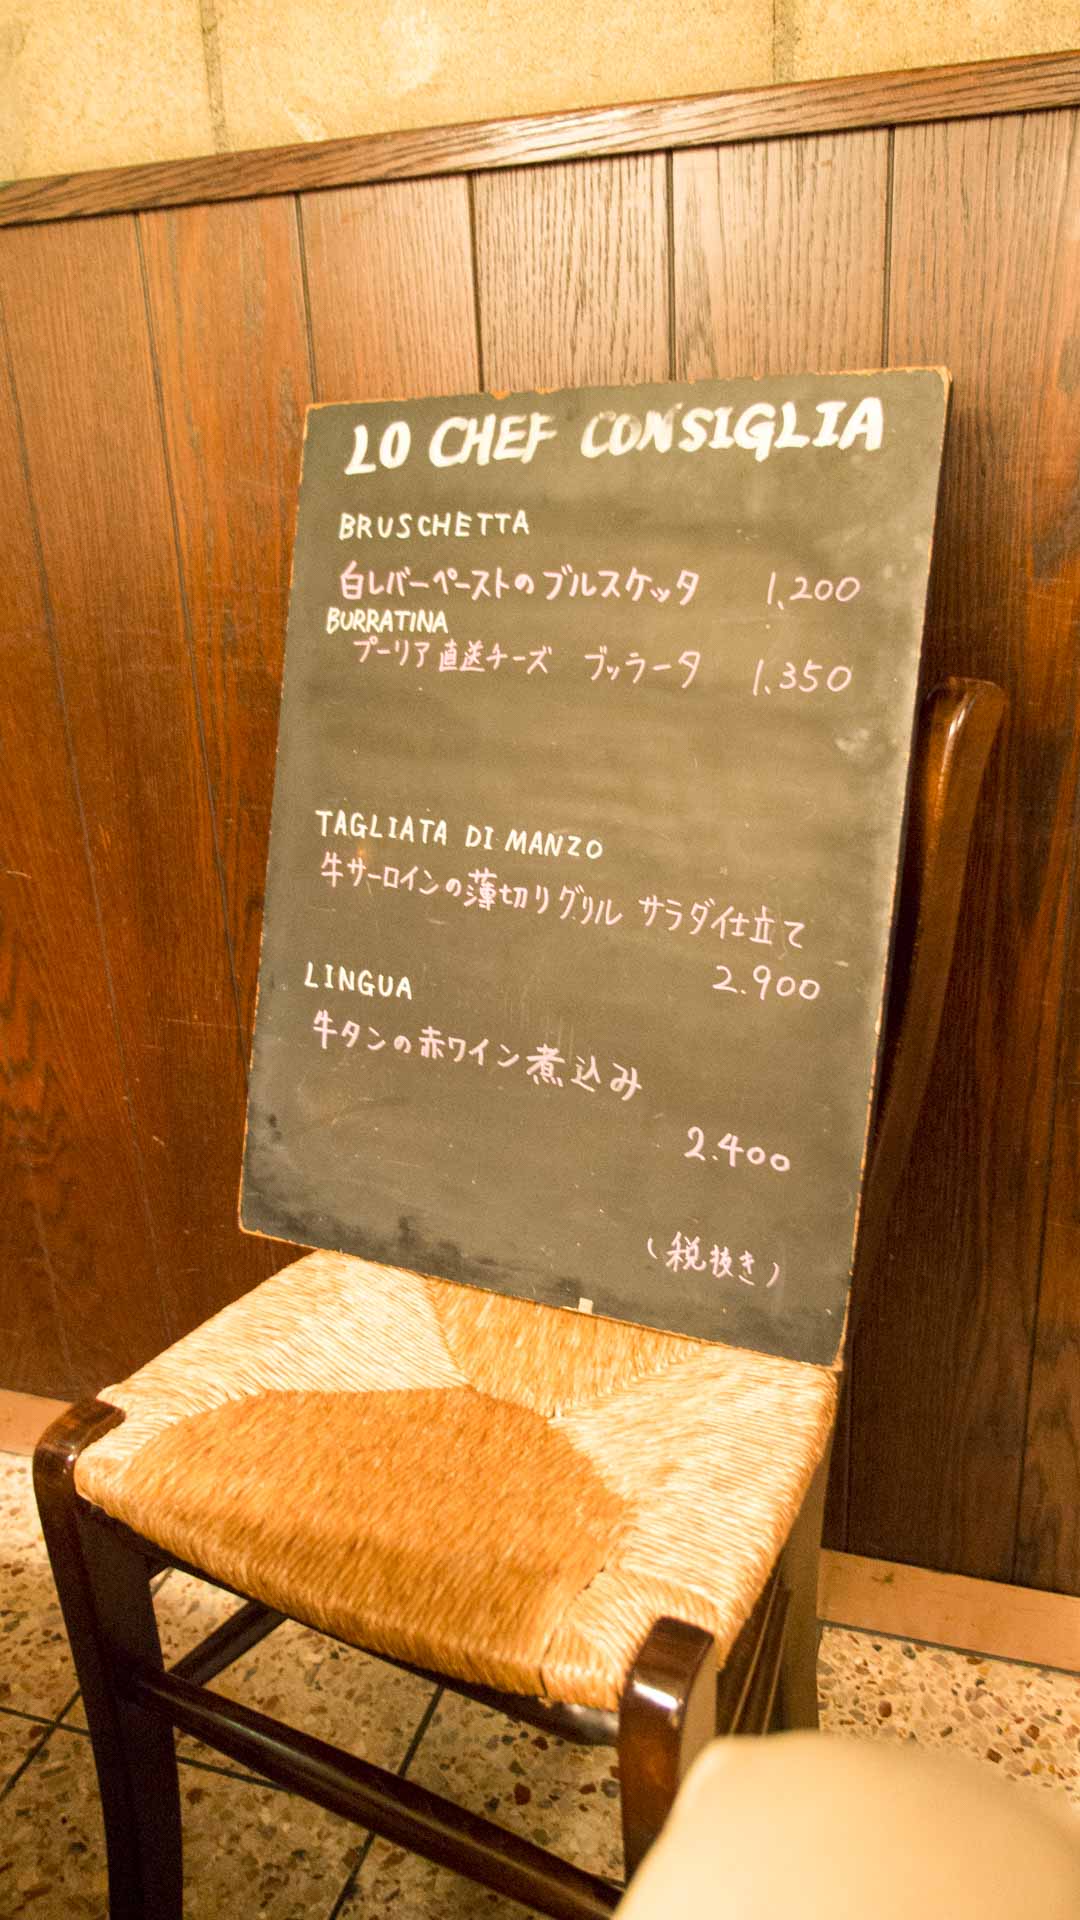 LO CHEF CONSIGLIA
BRUSCHETTA
白レバーペーストのブルスケッタ 1,200
BURRATINA
プーリア直送チーズ ブッラータ 1,350
TAGLIATA DI MANZO
牛サーロインの薄切りグリル サラダ仕立て
2.900
LINGUA
牛タンの赤ワイン煮込み
2.400
(税抜き)